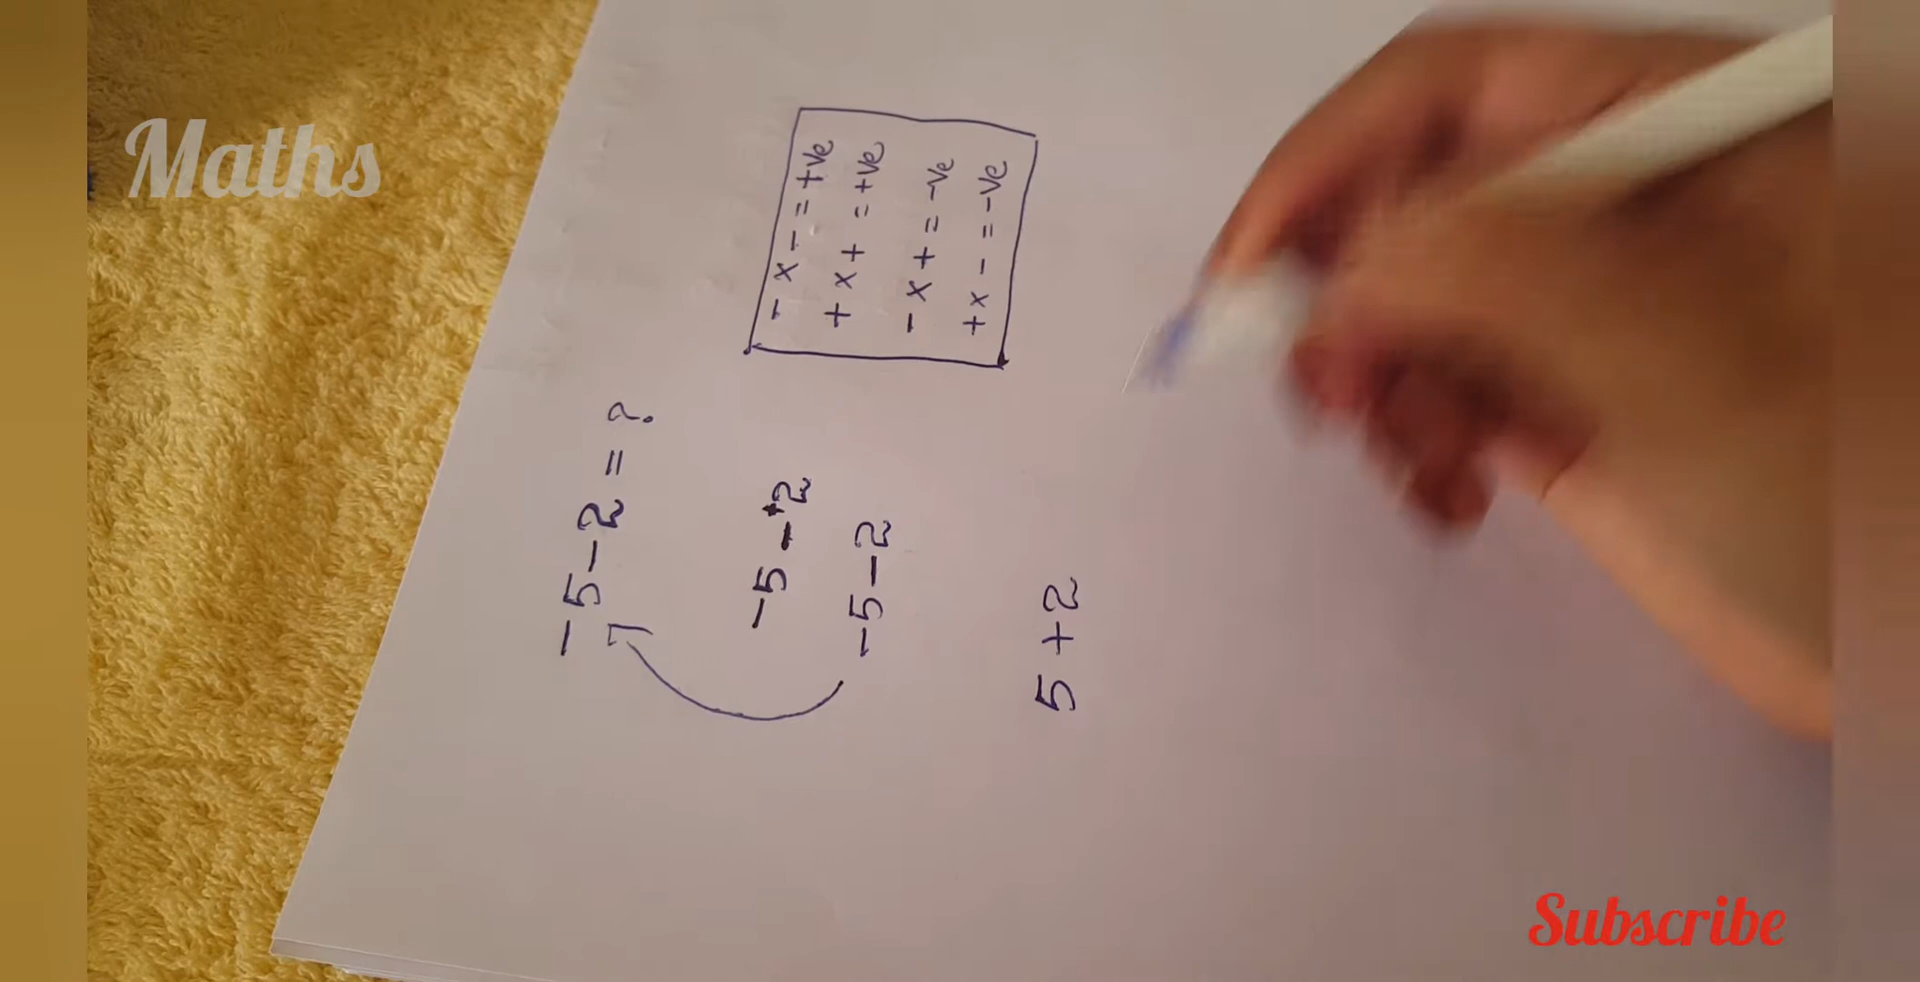 Maths
- x - = +ve
+ x + = +ve
- x + = -ve
+ x - = -ve
-5-2 = ?
-5 - +2
-5-2
5+2
Subscribe